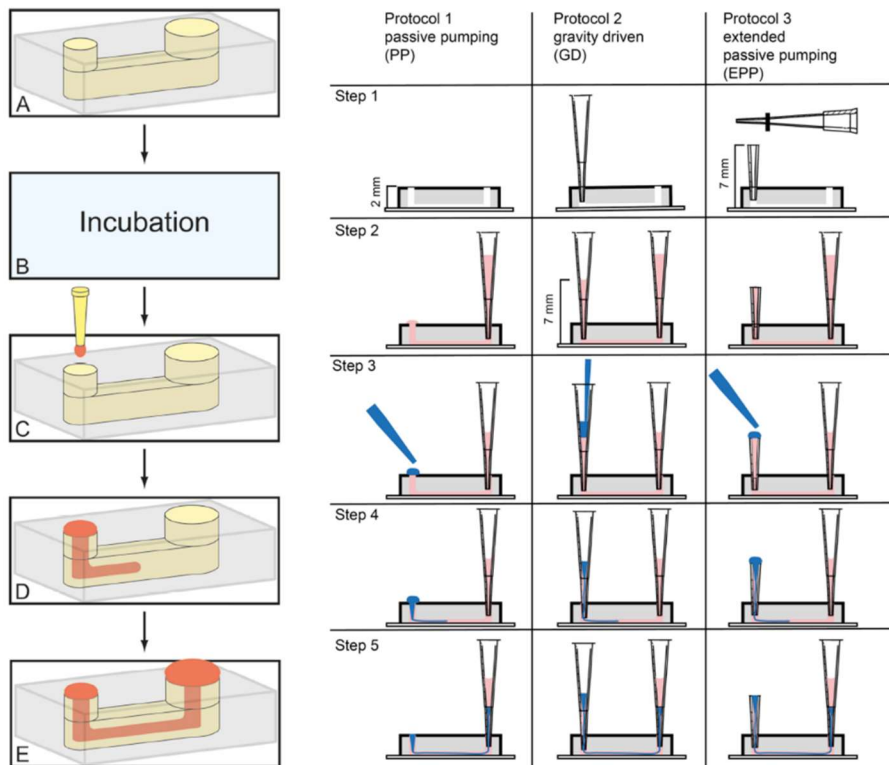 A
Incubation
B
C
D
E
Protocol 1
passive pumping
(PP)
Protocol 2
gravity driven
(GD)
Protocol 3
extended
passive pumping
(EPP)
Step 1
2 mm
7 mm
Step 2
7 mm
Step 3
Step 4
Step 5